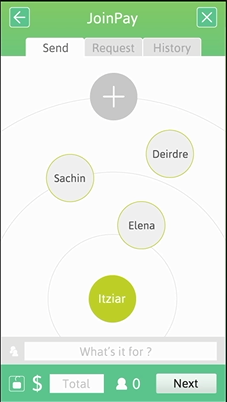 JoinPay
Send Request History
Deirdre
Sachin
Elena
Itziar
What's it for ?
$ Total 0 Next